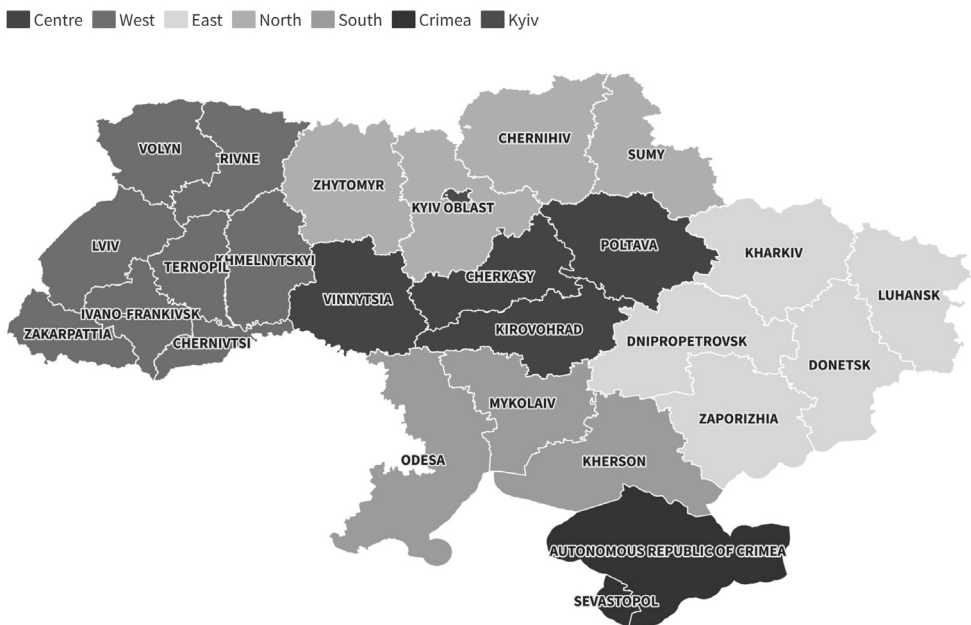 Centre West East North South Crimea Kyiv
CHERNIHIV
VOLYN
SUMY
RIVNE
ZHYTOMYR
KYIV OBLAST
LVIV
POLTAVA
KHARKIV
TERNOPIL
KHMELNYTSKYI
CHERKASY
LUHANSK
VINNYTSIA
IVANO-FRANKIVSK
KIROVOHRAD
ZAKARPATTIA
CHERNIVTSI
DNIPROPETROVSK
DONETSK
MYKOLAIV
ZAPORIZHIA
ODESA
KHERSON
AUTONOMOUS REPUBLIC OF CRIMEA
SEVASTOPOL